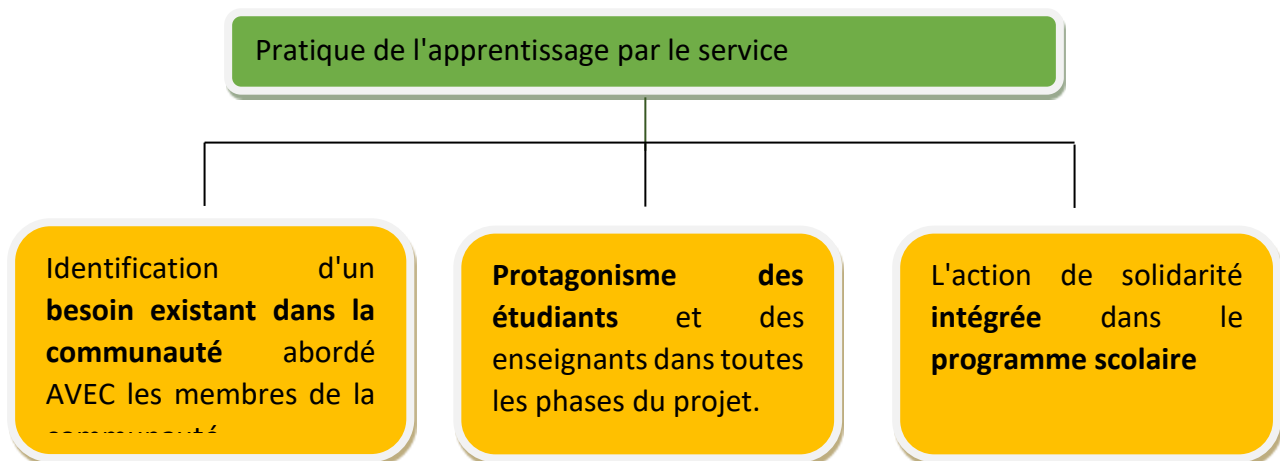 Pratique de l'apprentissage par le service
Identification d'un
besoin existant dans la
communauté abordé
AVEC les membres de la
communauté
Protagonisme des
étudiants et des
enseignants dans toutes
les phases du projet.
L'action de solidarité
intégrée dans le
programme scolaire